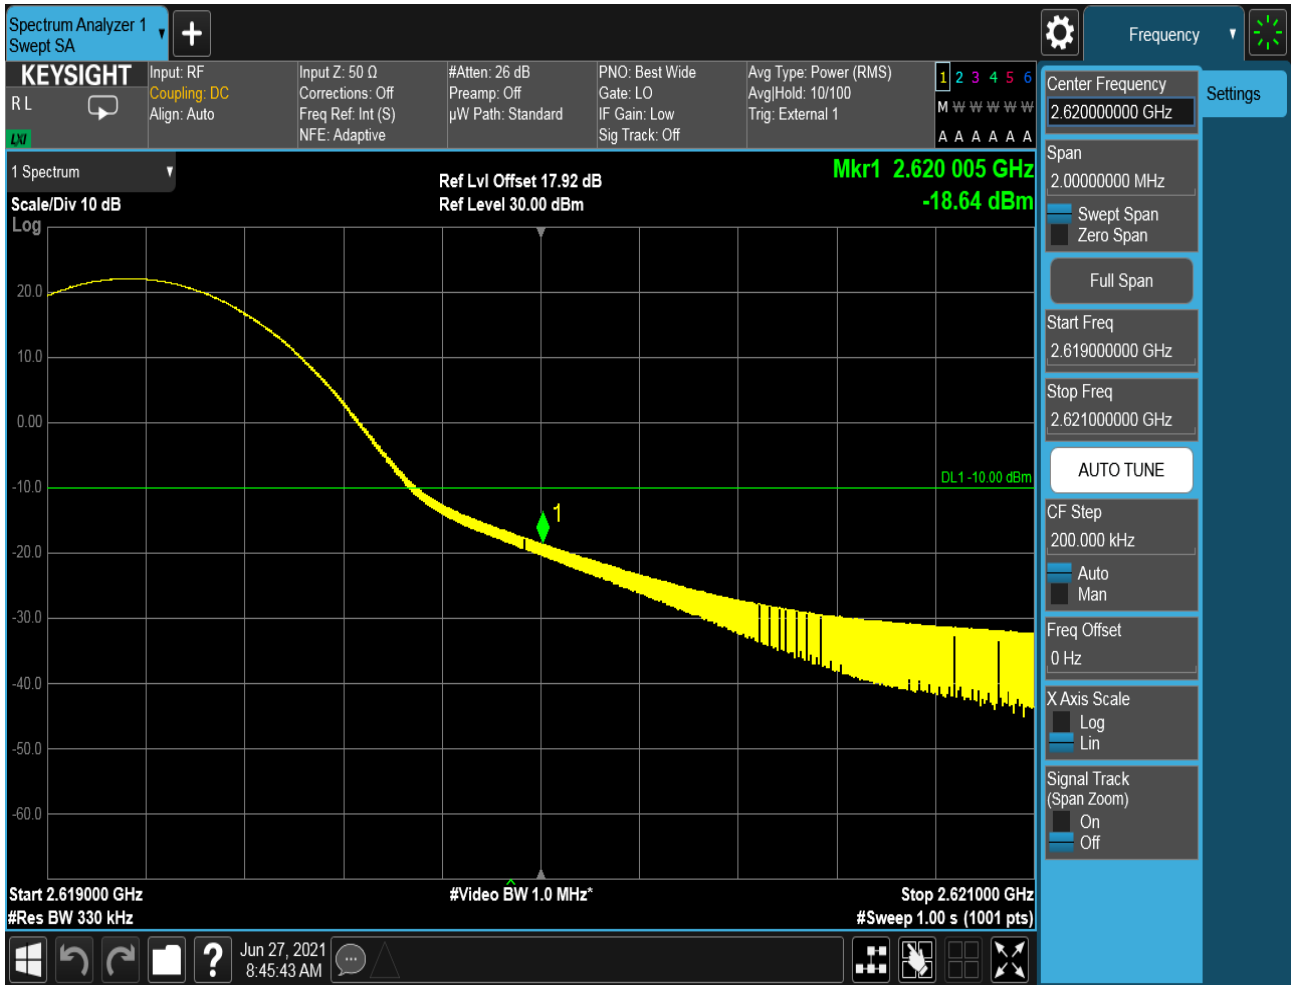 Spectrum Analyzer 1
Swept SA
Frequency
KEYSIGHT
R L
LXI
Input: RF
Coupling: DC
Align: Auto
Input Z: 50 Ω
Corrections: Off
Freq Ref: Int (S)
NFE: Adaptive
#Atten: 26 dB
Preamp: Off
µW Path: Standard
PNO: Best Wide
Gate: LO
IF Gain: Low
Sig Track: Off
Avg Type: Power (RMS)
Avg|Hold: 10/100
Trig: External 1
1 2 3 4 5 6
M W W W W W
A A A A A A
Center Frequency
2.620000000 GHz
Settings
Span
2.00000000 MHz
Swept Span
Zero Span
Full Span
Start Freq
2.619000000 GHz
Stop Freq
2.621000000 GHz
AUTO TUNE
CF Step
200.000 kHz
Auto
Man
Freq Offset
0 Hz
X Axis Scale
Log
Lin
Signal Track
(Span Zoom)
On
Off
1 Spectrum
Scale/Div 10 dB
Log
Ref Lvl Offset 17.92 dB
Ref Level 30.00 dBm
Mkr1 2.620 005 GHz
-18.64 dBm
20.0
10.0
0.00
-10.0
-20.0
-30.0
-40.0
-50.0
-60.0
DL1 -10.00 dBm
1
Start 2.619000 GHz
#Res BW 330 kHz
#Video BW 1.0 MHz*
Stop 2.621000 GHz
#Sweep 1.00 s (1001 pts)
?
Jun 27, 2021
8:45:43 AM